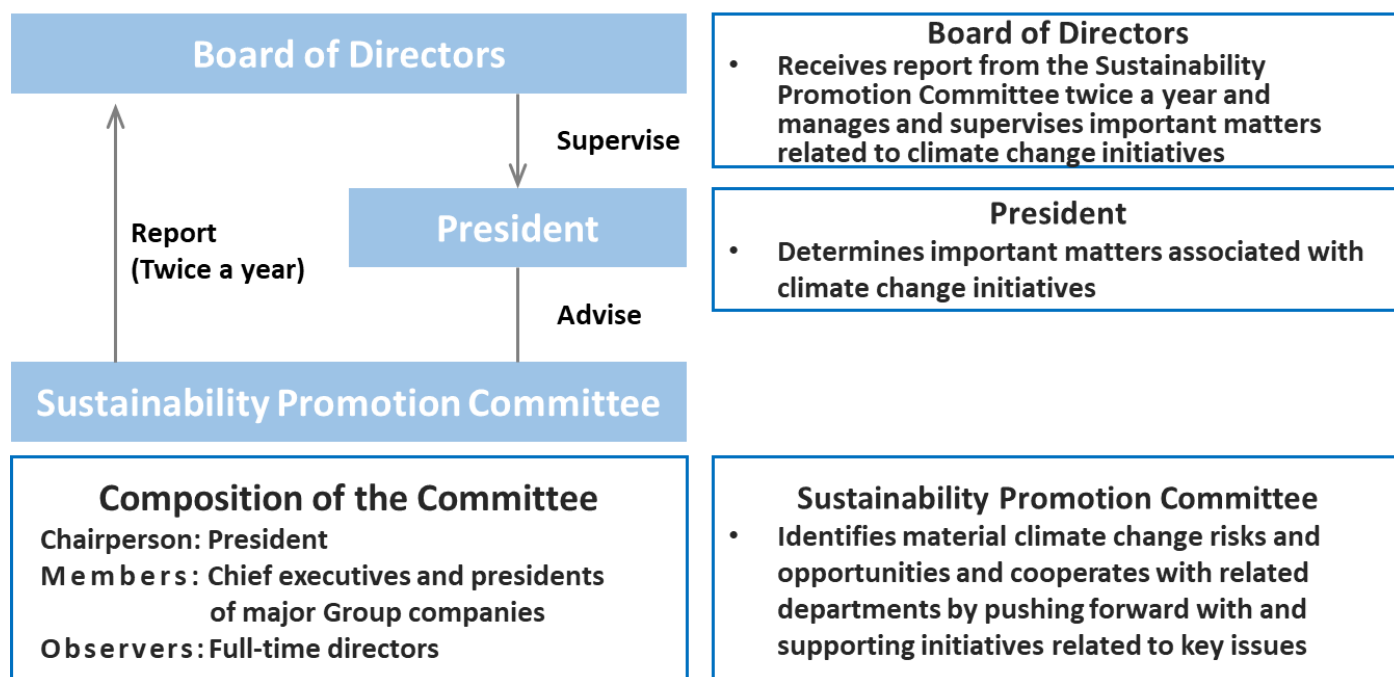 Board of Directors
Supervise
President
Report
(Twice a year)
Advise
Sustainability Promotion Committee
Composition of the Committee
Chairperson: President
Members: Chief executives and presidents
of major Group companies
Observers: Full-time directors
Board of Directors
• Receives report from the Sustainability
Promotion Committee twice a year and
manages and supervises important matters
related to climate change initiatives
President
• Determines important matters associated with
climate change initiatives
Sustainability Promotion Committee
• Identifies material climate change risks and
opportunities and cooperates with related
departments by pushing forward with and
supporting initiatives related to key issues